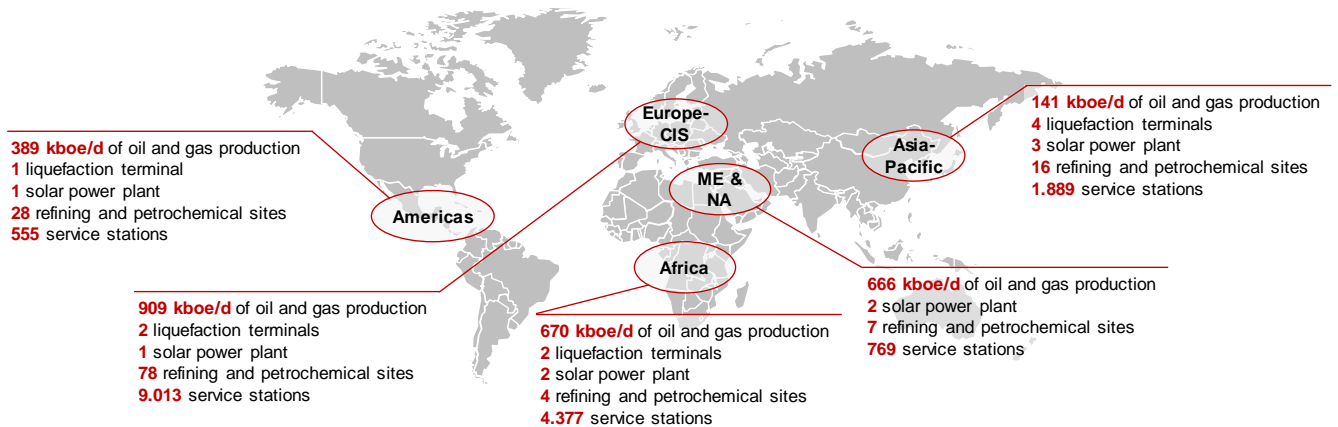 Europe-
CIS
Asia-
Pacific
ME &
NA
Americas
Africa
389 kboe/d of oil and gas production
1 liquefaction terminal
1 solar power plant
28 refining and petrochemical sites
555 service stations
141 kboe/d of oil and gas production
4 liquefaction terminals
3 solar power plant
16 refining and petrochemical sites
1.889 service stations
909 kboe/d of oil and gas production
2 liquefaction terminals
1 solar power plant
78 refining and petrochemical sites
9.013 service stations
670 kboe/d of oil and gas production
2 liquefaction terminals
2 solar power plant
4 refining and petrochemical sites
4.377 service stations
666 kboe/d of oil and gas production
2 solar power plant
7 refining and petrochemical sites
769 service stations